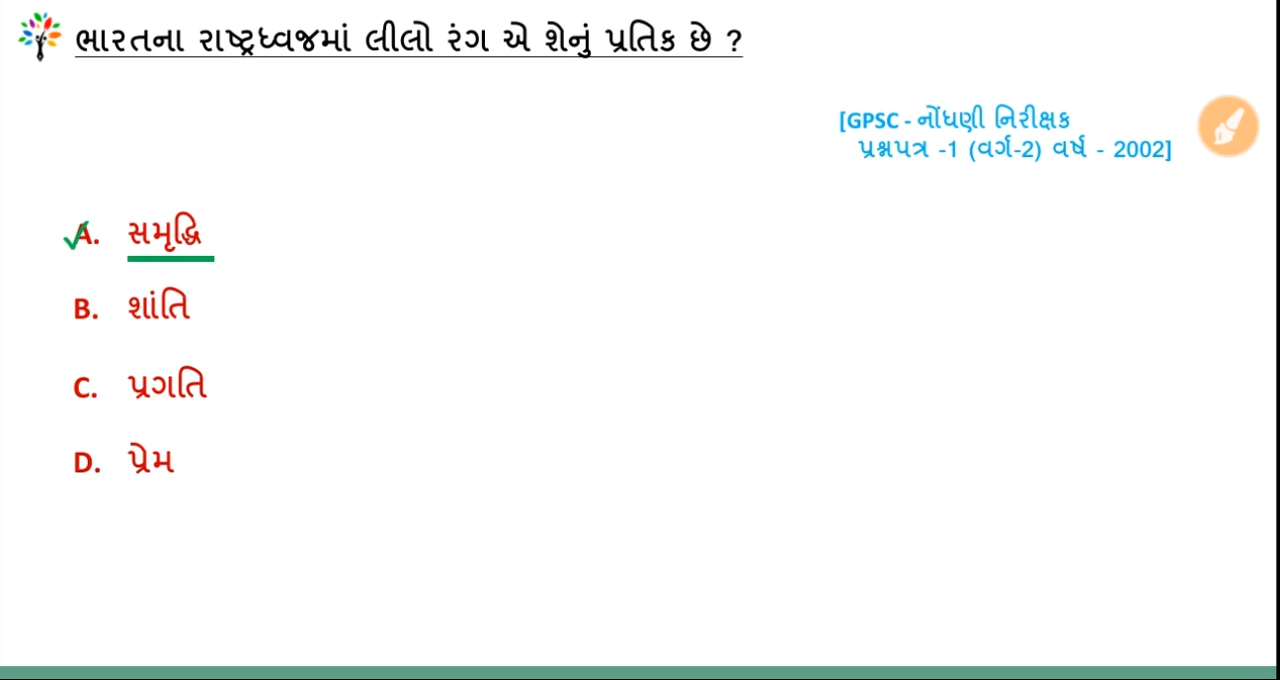 ભારતના રાષ્ટ્રધ્વજમાં લીલો રંગ એ શેનું પ્રતિક છે ?
[GPSC - નોંધણી નિરીક્ષક
પ્રશ્નપત્ર -1 (વર્ગ-2) વર્ષ - 2002]
A. સમૃદ્ધિ
B. શાંતિ
C. પ્રગતિ
D. પ્રેમ